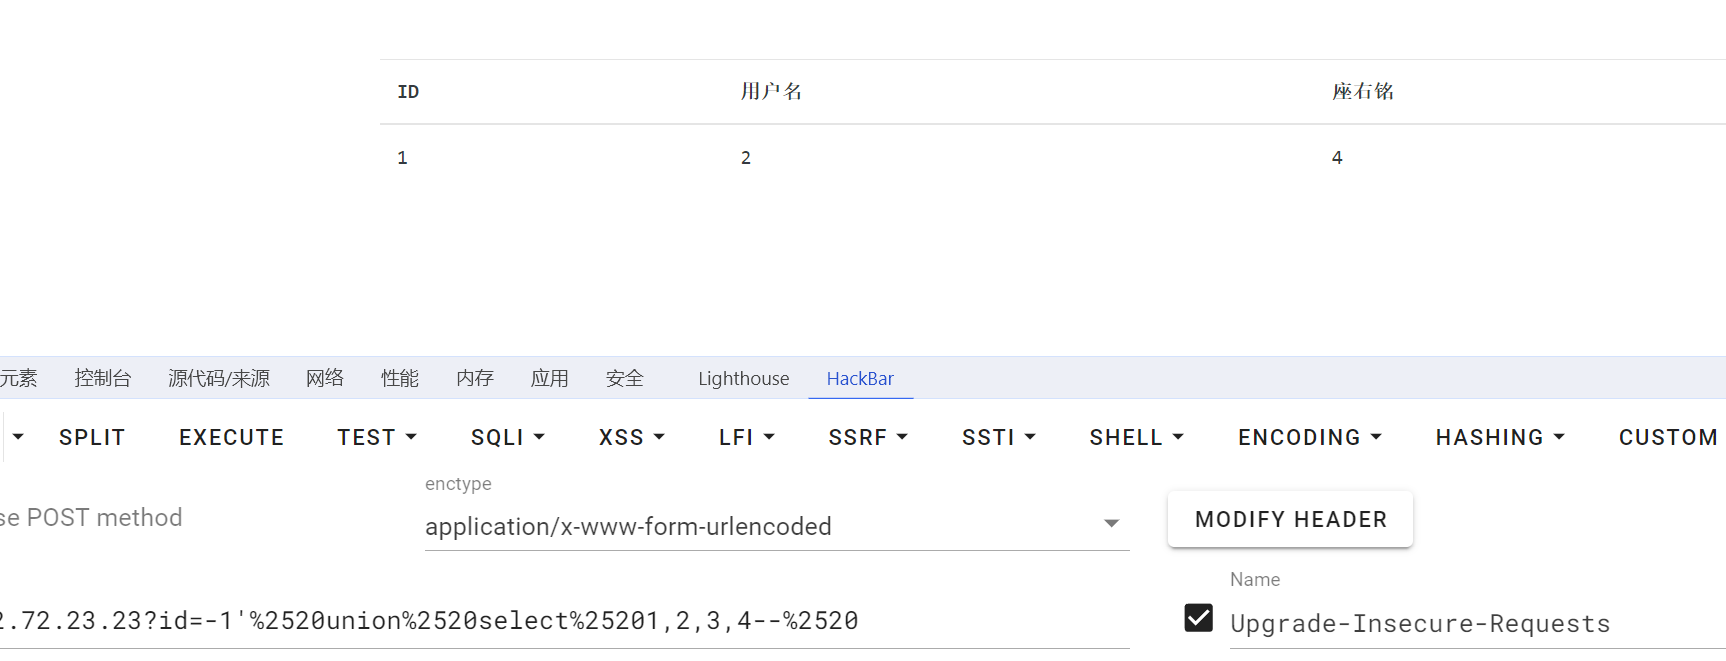 ID 用户名 座右铭
1 2 4
元素 控制台 源代码/来源 网络 性能 内存 应用 安全 Lighthouse HackBar
SPLIT EXECUTE TEST SQLI XSS LFI SSRF SSTI SHELL ENCODING HASHING CUSTOM
enctype
se POST method
application/x-www-form-urlencoded
MODIFY HEADER
Name
2.72.23.23?id=-1'%2520union%2520select%25201,2,3,4--%2520
Upgrade-Insecure-Requests